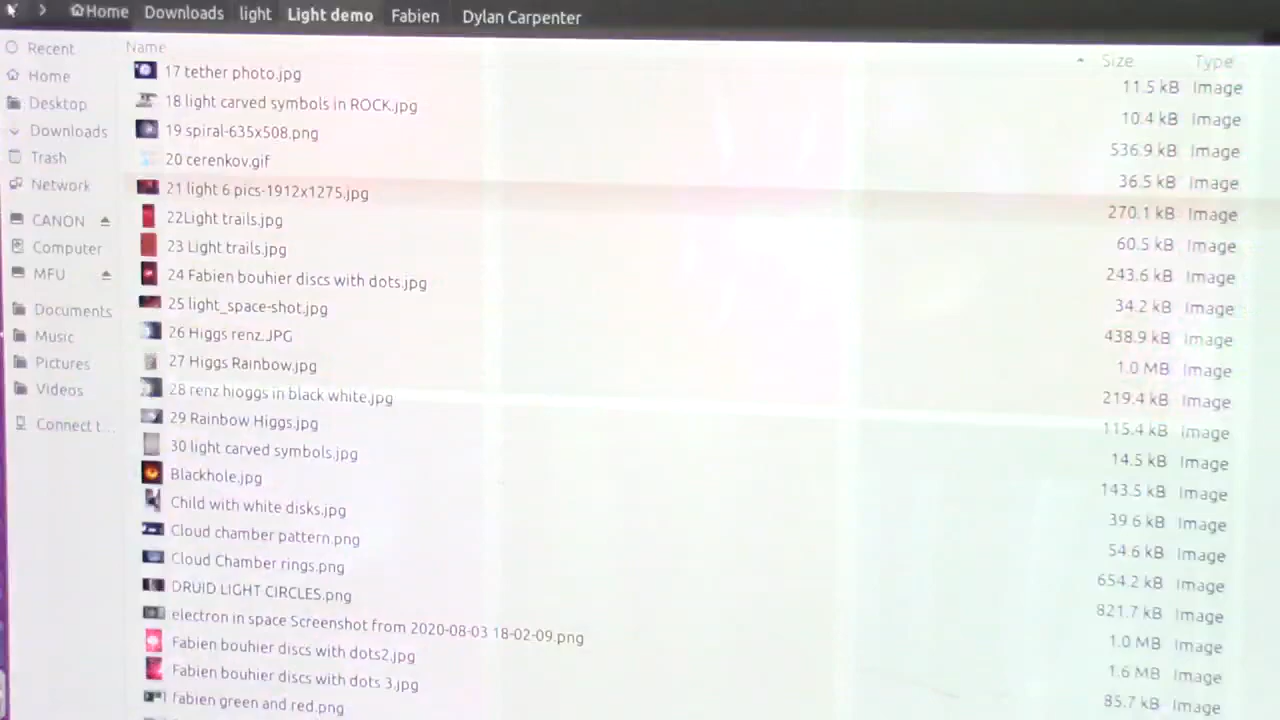 Home Downloads light Light demo Fabien Dylan Carpenter
Recent
Home
Desktop
Downloads
Trash
Network
CANON
Computer
MFU
Documents
Music
Pictures
Videos
Connect t...
Name Size Type
17 tether photo.jpg 11.5 kB Image
18 light carved symbols in ROCK.jpg 10.4 kB Image
19 spiral-635x508.png 536.9 kB Image
20 cerenkov.gif 36.5 kB Image
21 light 6 pics-1912x1275.jpg 270.1 kB Image
22Light trails.jpg 60.5 kB Image
23 Light trails.jpg 243.6 kB Image
24 Fabien bouhier discs with dots.jpg 34.2 kB Image
25 light_space-shot.jpg 438.9 kB Image
26 Higgs renz.JPG 1.0 MB Image
27 Higgs Rainbow.jpg 219.4 kB Image
28 renz hioggs in black white.jpg 115.4 kB Image
29 Rainbow Higgs.jpg 14.5 kB Image
30 light carved symbols.jpg 143.5 kB Image
Blackhole.jpg 39.6 kB Image
Child with white disks.jpg 54.6 kB Image
Cloud chamber pattern.png 654.2 kB Image
Cloud Chamber rings.png 821.7 kB Image
DRUID LIGHT CIRCLES.png 1.0 MB Image
electron in space Screenshot from 2020-08-03 18-02-09.png 1.6 MB Image
Fabien bouhier discs with dots2.jpg 85.7 kB Image
Fabien bouhier discs with dots 3.jpg
fabien green and red.png